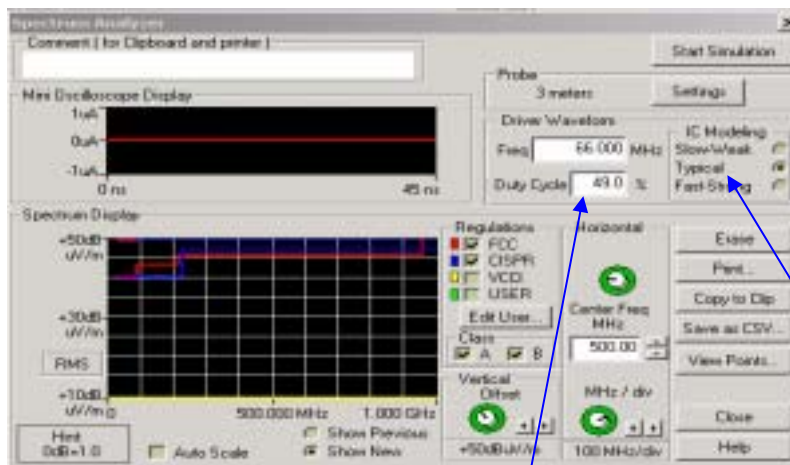 Spectrum Analyzer
Comment ( for Clipboard and printer )
Start Simulation
Mini Oscilloscope Display
1uA
0uA
-1uA
0 ns
45 ns
Probe
3 meters
Settings
Driver Waveform
Freq 66.000 MHz
Duty Cycle 49.0 %
IC Modeling
Slow-Weak
Typical
Fast-Strong
Spectrum Display
+50dB
uV/m
+30dB
uV/m
RMS
+10dB
uV/m
0
500.000 MHz
1.000 GHz
Hint
0dB=1.0
Auto Scale
Show Previous
Show New
Regulations
FCC
CISPR
VCCI
USER
Edit User...
Class
A
B
Vertical
Offset
+50dBuV/m
Horizontal
Center Freq
MHz
500.00
MHz / div
100 MHz/div
Erase
Print...
Copy to Clip
Save as CSV...
View Points...
Close
Help